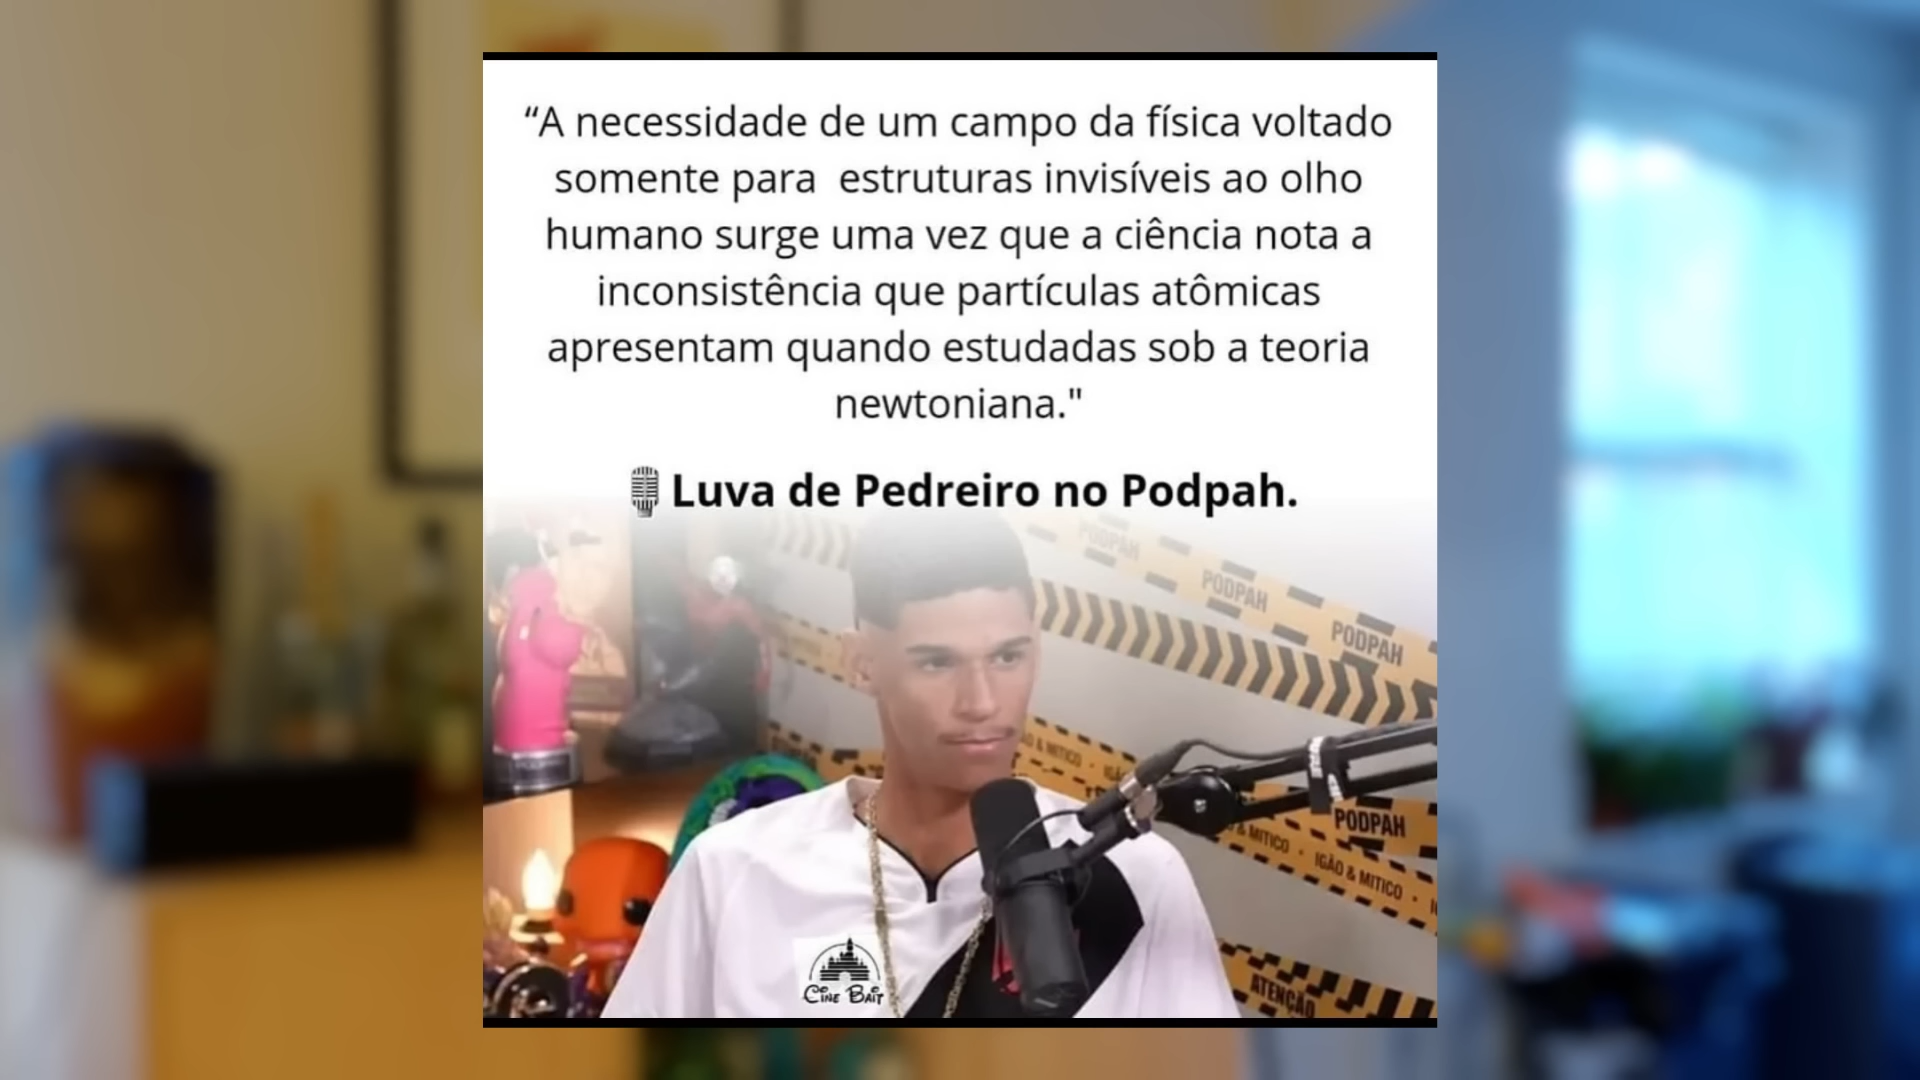 “A necessidade de um campo da física voltado
somente para  estruturas invisíveis ao olho
humano surge uma vez que a ciência nota a
inconsistência que partículas atômicas
apresentam quando estudadas sob a teoria
newtoniana."
Luva de Pedreiro no Podpah.
PODPAH
PODPAH
PODPAH
& MITICO
PODPAH
& MITICO • IGÃO & MITICO •
ATENÇÃO
CINE BAIT